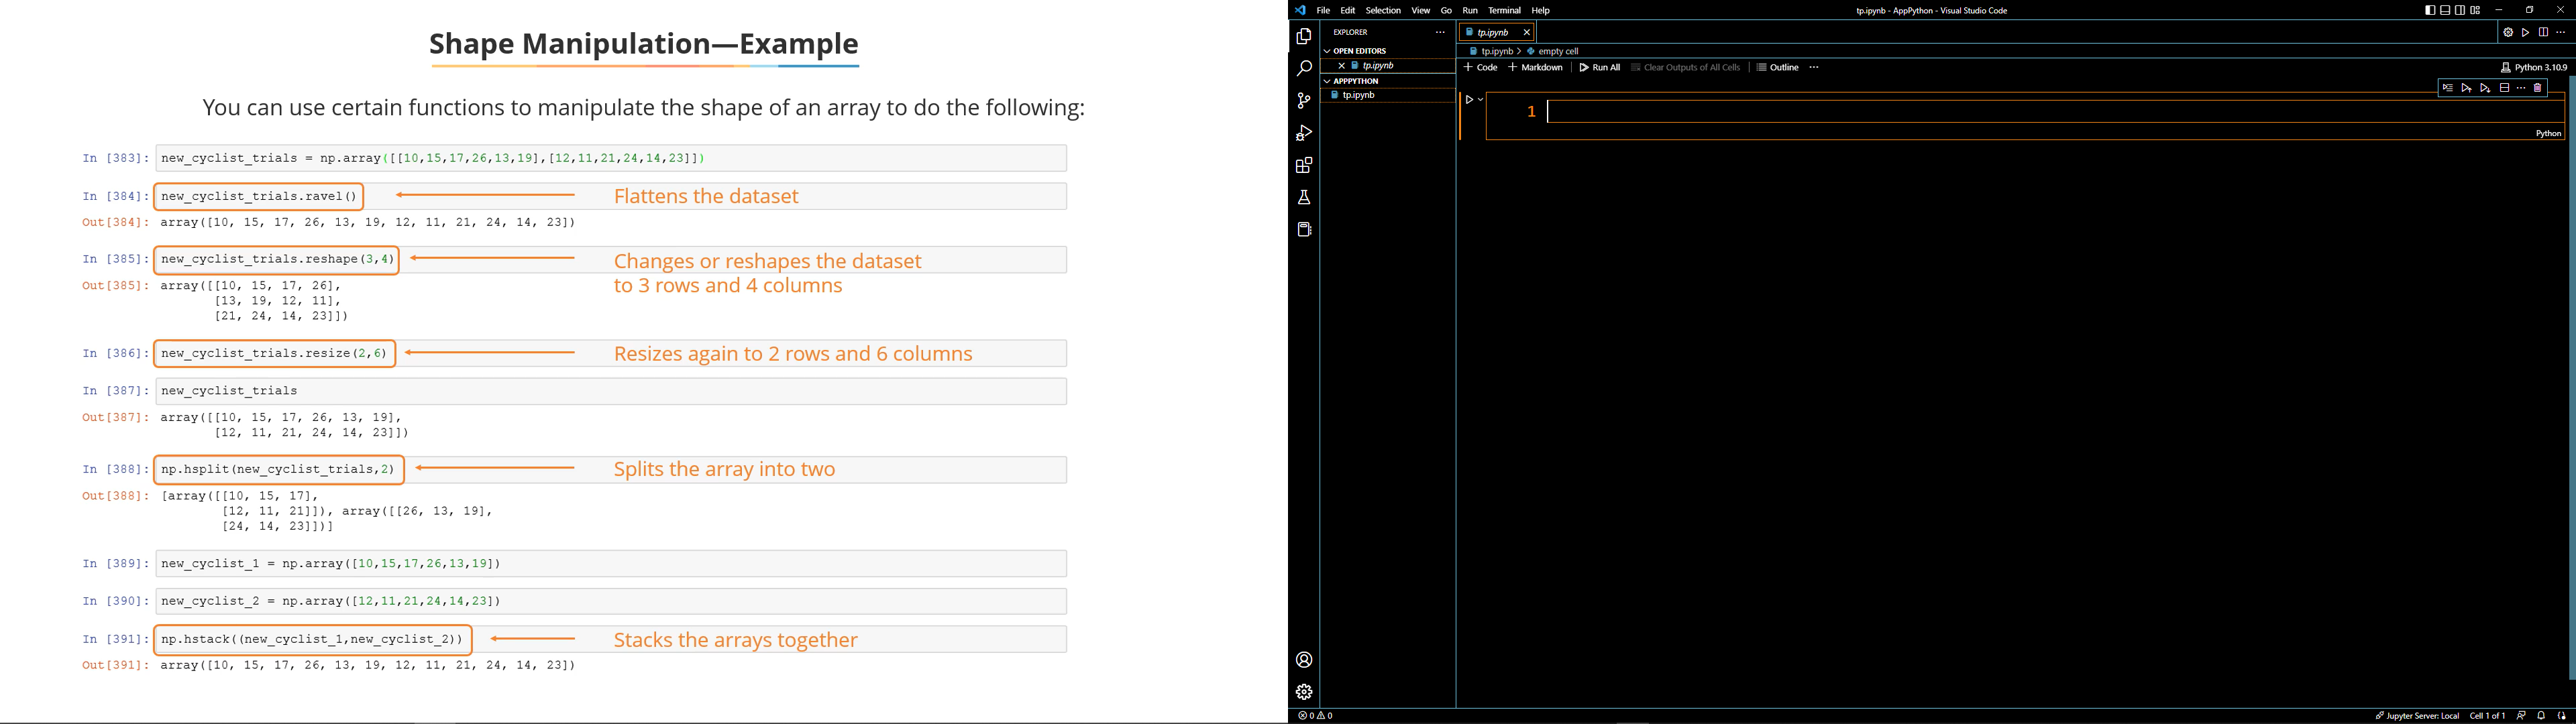 Shape Manipulation—Example
You can use certain functions to manipulate the shape of an array to do the following:
In [383]: new_cyclist_trials = np.array([[10,15,17,26,13,19],[12,11,21,24,14,23]])
In [384]: new_cyclist_trials.ravel() Flattens the dataset
Out[384]: array([10, 15, 17, 26, 13, 19, 12, 11, 21, 24, 14, 23])
In [385]: new_cyclist_trials.reshape(3,4) Changes or reshapes the dataset
to 3 rows and 4 columns
Out[385]: array([[10, 15, 17, 26],
[13, 19, 12, 11],
[21, 24, 14, 23]])
In [386]: new_cyclist_trials.resize(2,6) Resizes again to 2 rows and 6 columns
In [387]: new_cyclist_trials
Out[387]: array([[10, 15, 17, 26, 13, 19],
[12, 11, 21, 24, 14, 23]])
In [388]: np.hsplit(new_cyclist_trials,2) Splits the array into two
Out[388]: [array([[10, 15, 17],
[12, 11, 21]]), array([[26, 13, 19],
[24, 14, 23]])]
In [389]: new_cyclist_1 = np.array([10,15,17,26,13,19])
In [390]: new_cyclist_2 = np.array([12,11,21,24,14,23])
In [391]: np.hstack((new_cyclist_1,new_cyclist_2)) Stacks the arrays together
Out[391]: array([10, 15, 17, 26, 13, 19, 12, 11, 21, 24, 14, 23])
File Edit Selection View Go Run Terminal Help tp.ipynb - AppPython - Visual Studio Code
EXPLORER
OPEN EDITORS
tp.ipynb
APPPYTHON
tp.ipynb
tp.ipynb
tp.ipynb > empty cell
+ Code + Markdown Run All Clear Outputs of All Cells Outline ... Python 3.10.9
1
Python
0 0 Jupyter Server: Local Cell 1 of 1